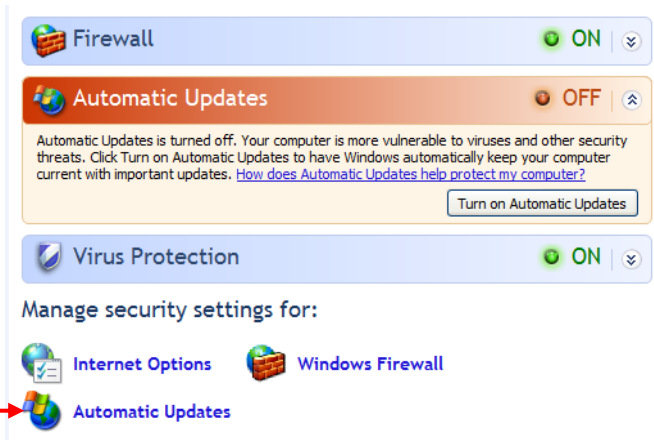 Firewall ON
Automatic Updates OFF
Automatic Updates is turned off. Your computer is more vulnerable to viruses and other security
threats. Click Turn on Automatic Updates to have Windows automatically keep your computer
current with important updates. How does Automatic Updates help protect my computer?
Turn on Automatic Updates
Virus Protection ON
Manage security settings for:
Internet Options Windows Firewall
Automatic Updates